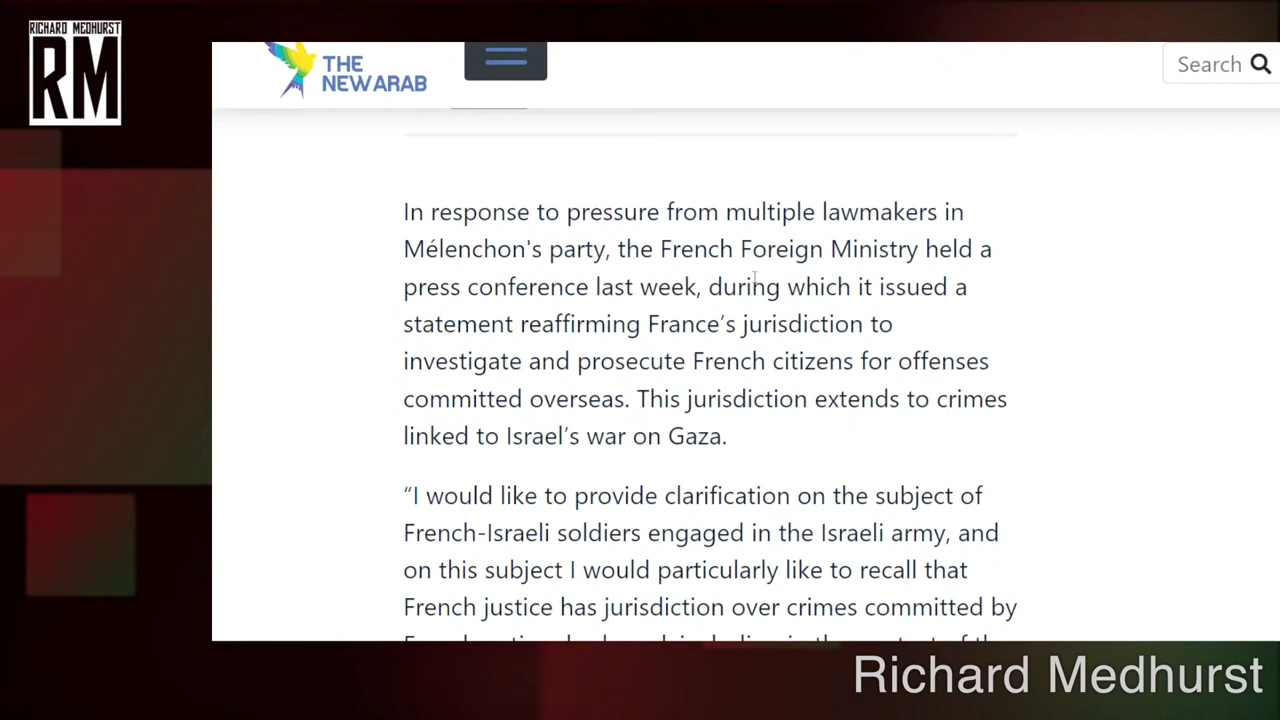 RICHARD MEDHURST
RM
THE
NEW ARAB
Search
In response to pressure from multiple lawmakers in
Mélenchon's party, the French Foreign Ministry held a
press conference last week, during which it issued a
statement reaffirming France’s jurisdiction to
investigate and prosecute French citizens for offenses
committed overseas. This jurisdiction extends to crimes
linked to Israel’s war on Gaza.
“I would like to provide clarification on the subject of
French-Israeli soldiers engaged in the Israeli army, and
on this subject I would particularly like to recall that
French justice has jurisdiction over crimes committed by
Richard Medhurst